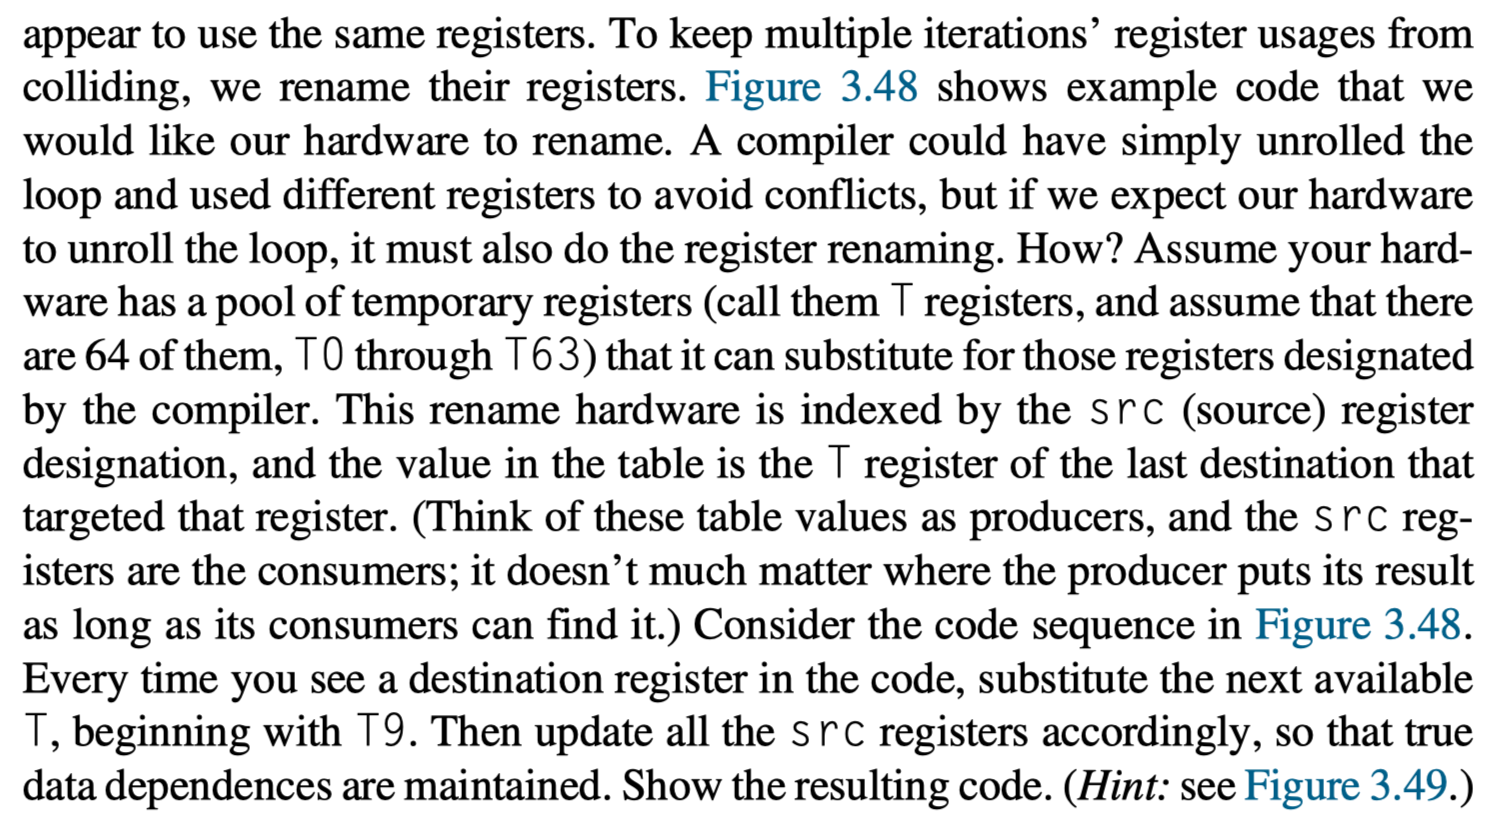 appear to use the same registers. To keep multiple iterations’ register usages from
colliding, we rename their registers. Figure 3.48 shows example code that we
would like our hardware to rename. A compiler could have simply unrolled the
loop and used different registers to avoid conflicts, but if we expect our hardware
to unroll the loop, it must also do the register renaming. How? Assume your hard-
ware has a pool of temporary registers (call them T registers, and assume that there
are 64 of them, T0 through T63) that it can substitute for those registers designated
by the compiler. This rename hardware is indexed by the src (source) register
designation, and the value in the table is the T register of the last destination that
targeted that register. (Think of these table values as producers, and the src reg-
isters are the consumers; it doesn’t much matter where the producer puts its result
as long as its consumers can find it.) Consider the code sequence in Figure 3.48.
Every time you see a destination register in the code, substitute the next available
T, beginning with T9. Then update all the src registers accordingly, so that true
data dependences are maintained. Show the resulting code. (Hint: see Figure 3.49.)